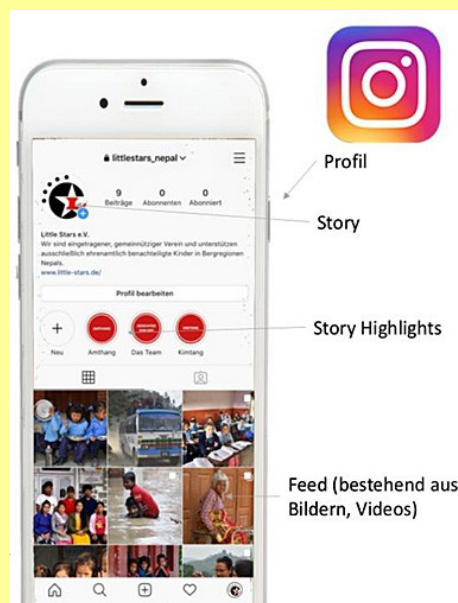 littlestars_nepal
9 0 0
Beiträge Abonnenten Abonniert
Little Stars e.V.
Wir sind eingetragener, gemeinnütziger Verein und unterstützen
ausschließlich ehrenamtlich benachteiligte Kinder in Bergregionen
Nepals.
www.little-stars.de/
Profil bearbeiten
AMTHANG
KIMTANG
Neu Amthang Das Team Kimtang
Profil
Story
Story Highlights
Feed (bestehend aus
Bildern, Videos)